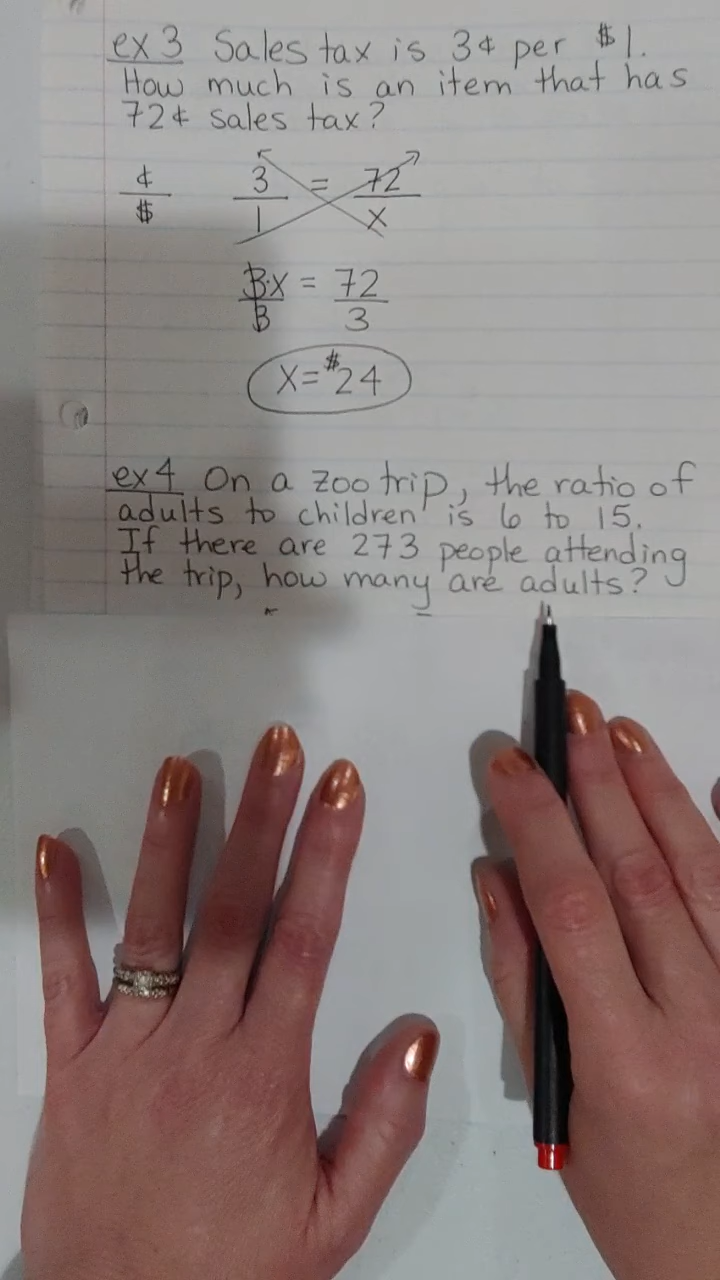 ex 3 Sales tax is 3¢ per $1.
How much is an item that has
72¢ sales tax?
¢/$ 3/1 = 72/x
3·x/3 = 72/3
x=$24
ex 4 On a zoo trip, the ratio of
adults to children is 6 to 15.
If there are 273 people attending
the trip, how many are adults?